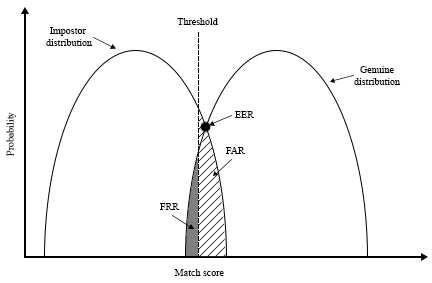 Threshold
Impostor
distribution
Genuine
distribution
EER
FAR
FRR
Probability
Match score